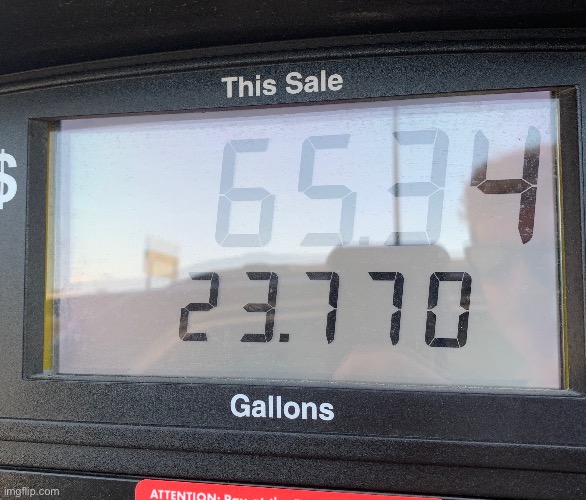 This Sale
$
65.34
23.770
Gallons
ATTENTION:
imgflip.com